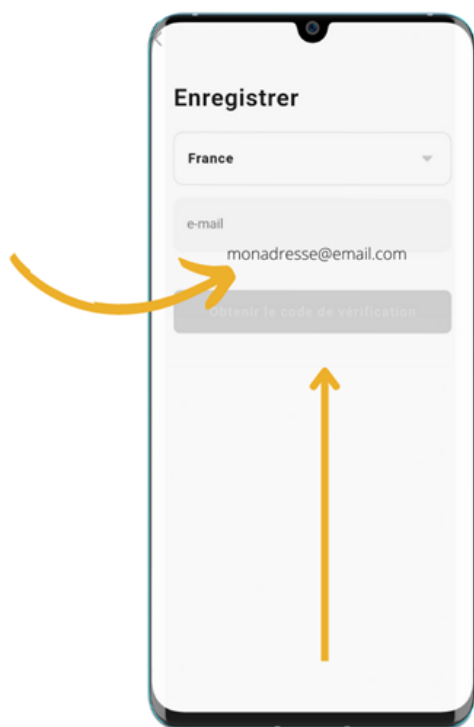 Enregistrer
France
e-mail
monadresse@email.com
Obtenir le code de vérification